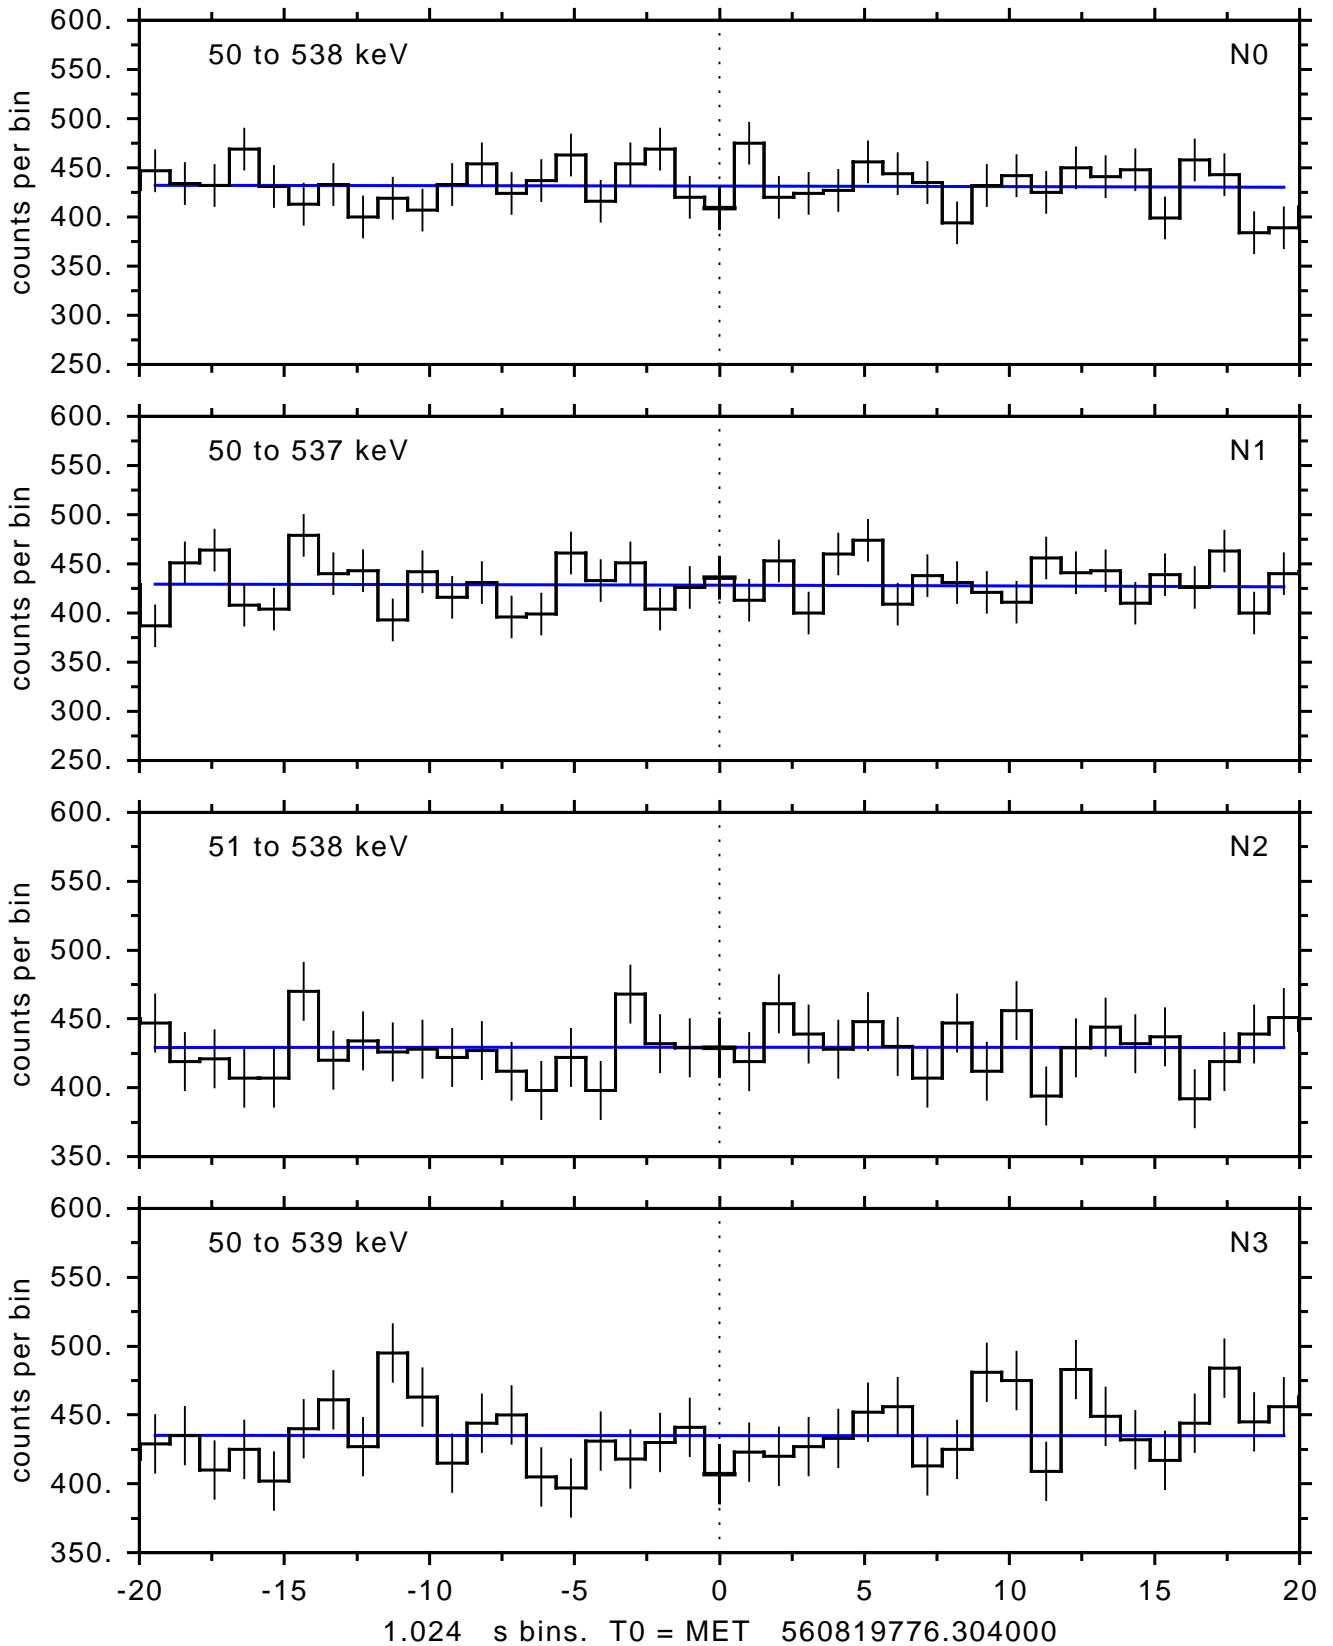 600.
50 to 538 keV N0
550.
500.
450.
400.
350.
300.
250.
counts per bin
600.
50 to 537 keV N1
550.
500.
450.
400.
350.
300.
250.
counts per bin
600.
51 to 538 keV N2
550.
500.
450.
400.
350.
counts per bin
600.
50 to 539 keV N3
550.
500.
450.
400.
350.
counts per bin
-20 -15 -10 -5 0 5 10 15 20
1.024 s bins. T0 = MET 560819776.304000